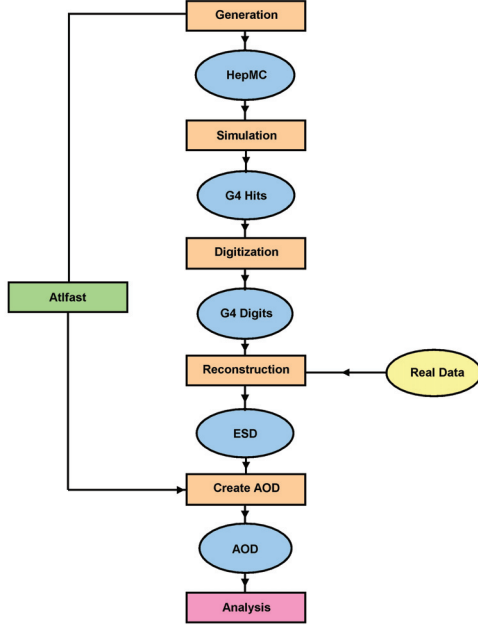 Generation
HepMC
Simulation
G4 Hits
Digitization
Atlfast
G4 Digits
Reconstruction
Real Data
ESD
Create AOD
AOD
Analysis